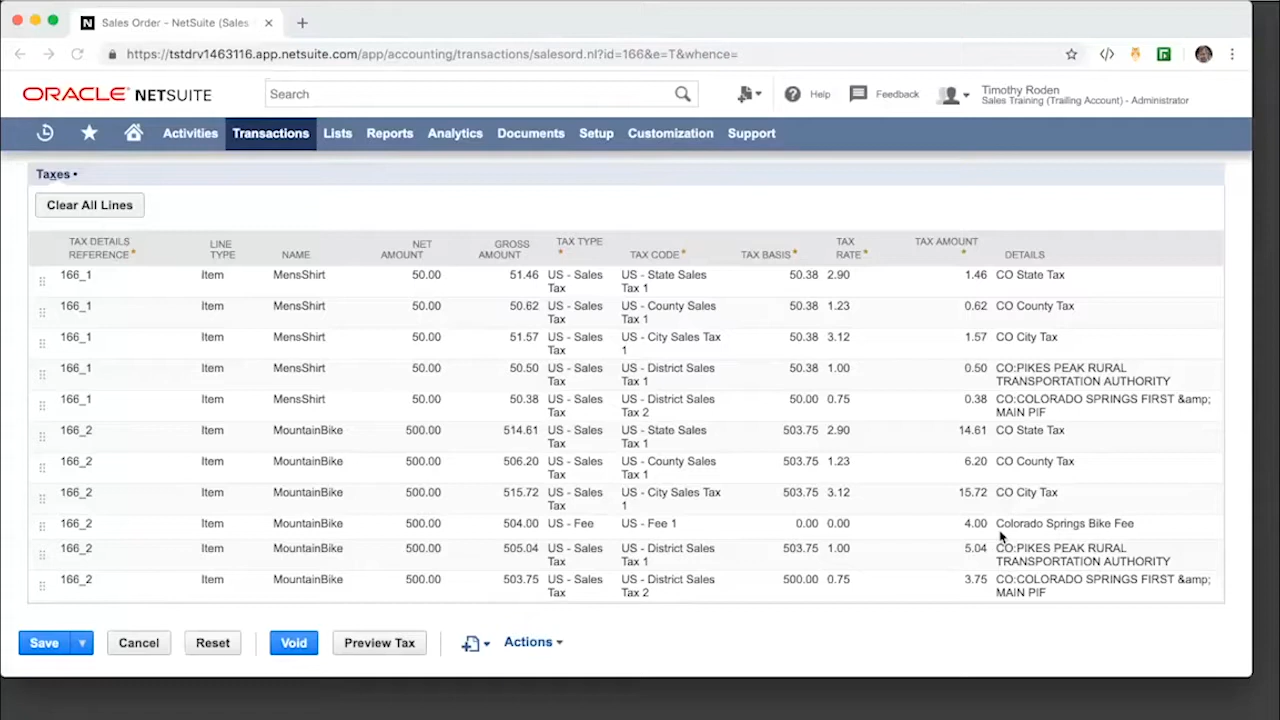 Sales Order - NetSuite (Sales
https://tstdrv1463116.app.netsuite.com/app/accounting/transactions/salesord.nl?id=166&e=T&whence=
ORACLE NETSUITE
Search
Help
Feedback
Timothy Roden
Sales Training (Trailing Account) - Administrator
Activities Transactions Lists Reports Analytics Documents Setup Customization Support
Taxes •
Clear All Lines
TAX DETAILS REFERENCE * LINE TYPE NAME NET AMOUNT GROSS AMOUNT TAX TYPE * TAX CODE * TAX BASIS * TAX RATE * TAX AMOUNT * DETAILS
166_1 Item MensShirt 50.00 51.46 US - Sales Tax US - State Sales Tax 1 50.38 2.90 1.46 CO State Tax
166_1 Item MensShirt 50.00 50.62 US - Sales Tax US - County Sales Tax 1 50.38 1.23 0.62 CO County Tax
166_1 Item MensShirt 50.00 51.57 US - Sales Tax US - City Sales Tax 1 50.38 3.12 1.57 CO City Tax
166_1 Item MensShirt 50.00 50.50 US - Sales Tax US - District Sales Tax 1 50.38 1.00 0.50 CO:PIKES PEAK RURAL TRANSPORTATION AUTHORITY
166_1 Item MensShirt 50.00 50.38 US - Sales Tax US - District Sales Tax 2 50.00 0.75 0.38 CO:COLORADO SPRINGS FIRST &amp; MAIN PIF
166_2 Item MountainBike 500.00 514.61 US - Sales Tax US - State Sales Tax 1 503.75 2.90 14.61 CO State Tax
166_2 Item MountainBike 500.00 506.20 US - Sales Tax US - County Sales Tax 1 503.75 1.23 6.20 CO County Tax
166_2 Item MountainBike 500.00 515.72 US - Sales Tax US - City Sales Tax 1 503.75 3.12 15.72 CO City Tax
166_2 Item MountainBike 500.00 504.00 US - Fee US - Fee 1 0.00 0.00 4.00 Colorado Springs Bike Fee
166_2 Item MountainBike 500.00 505.04 US - Sales Tax US - District Sales Tax 1 503.75 1.00 5.04 CO:PIKES PEAK RURAL TRANSPORTATION AUTHORITY
166_2 Item MountainBike 500.00 503.75 US - Sales Tax US - District Sales Tax 2 500.00 0.75 3.75 CO:COLORADO SPRINGS FIRST &amp; MAIN PIF
Save Cancel Reset Void Preview Tax Actions